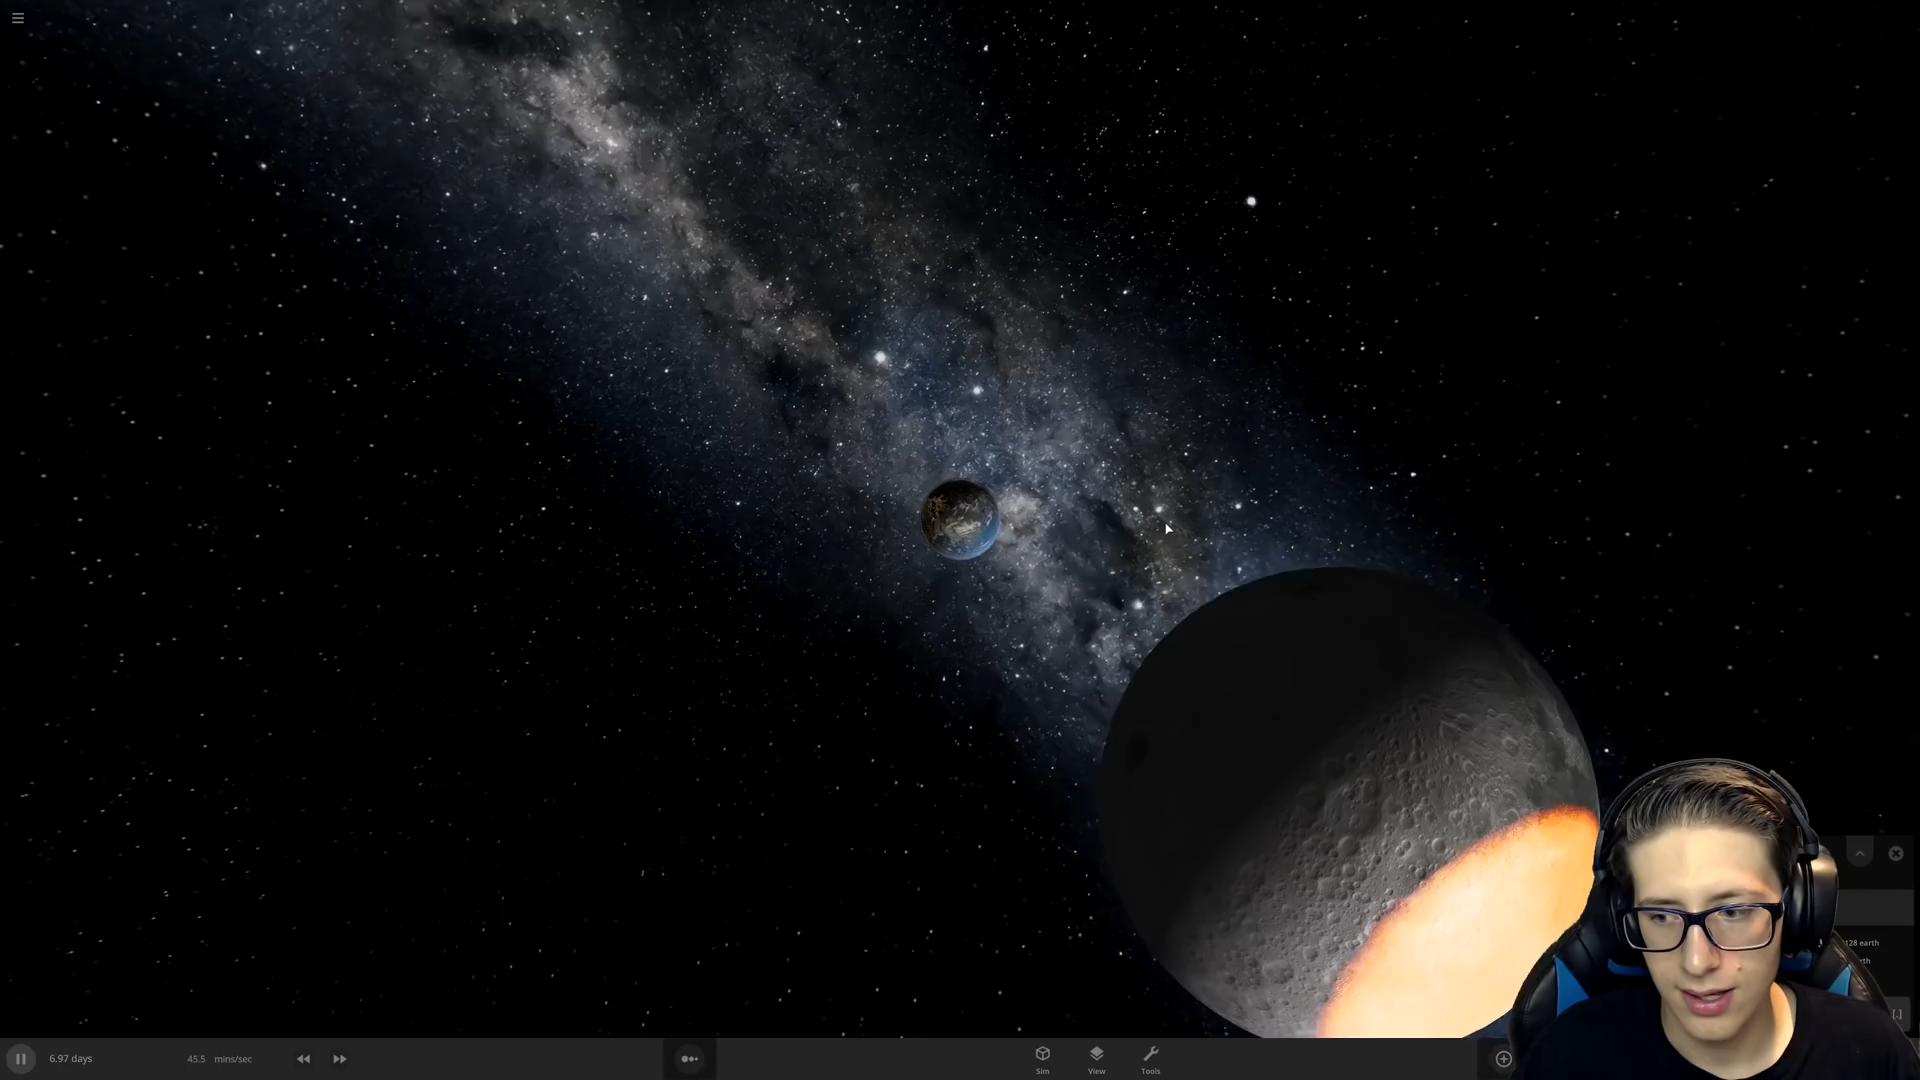 128 earth
6.97 days
45.5 mins/sec
Sim
View
Tools